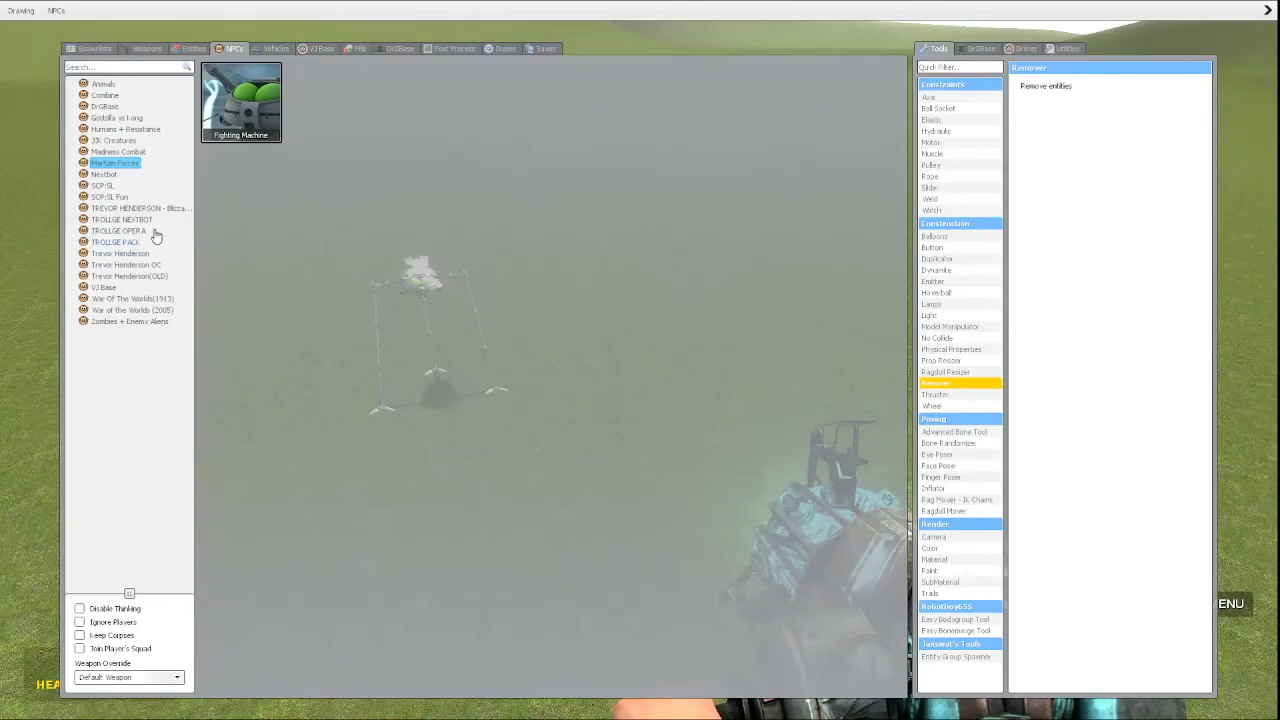 Drawing NPCs
Spawnlists Weapons Entities NPCs Vehicles VJ Base Pills DrGBase Post Process Dupes Saves
Search...
Animals
Combine
DrGBase
Godzilla vs Kong
Humans + Resistance
JJK Creatures
Madness Combat
Martian Forces
Nextbot
SCP:SL
SCP:SL Fun
TREVOR HENDERSON - Blizza...
TROLLGE NEXTBOT
TROLLGE OPERA
TROLLGE PACK
Trevor Henderson
Trevor Henderson OC
Trevor Henderson(OLD)
VJ Base
War Of The Worlds(1913)
War of the Worlds (2005)
Zombies + Enemy Aliens
Fighting Machine
Disable Thinking
Ignore Players
Keep Corpses
Join Player's Squad
Weapon Override
Default Weapon
HEA
Tools DrGBase Utilities
Quick Filter...
Constraints
Axis
Ball Socket
Elastic
Hydraulic
Motor
Muscle
Pulley
Rope
Slider
Weld
Winch
Construction
Balloons
Button
Duplicator
Dynamite
Emitter
Hoverball
Lamps
Light
Model Manipulator
No Collide
Physical Properties
Prop Resizer
Ragdoll Resizer
Remover
Thruster
Wheel
Posing
Advanced Bone Tool
Bone Randomizer
Eye Poser
Face Poser
Finger Poser
Inflator
Rag Mover - IK Chains
Ragdoll Mover
Render
Camera
Color
Material
Paint
SubMaterial
Trails
Robotboy655
Easy Bodygroup Tool
Easy Bonemerge Tool
Jaxswat's Tools
Entity Group Spawner
Remover
Remove entities
ENU